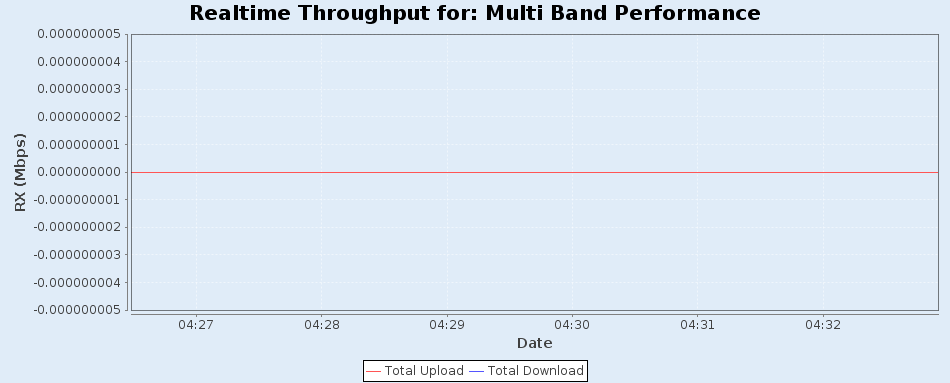 Realtime Throughput for: Multi Band Performance
0.000000005
0.000000004
0.000000003
0.000000002
0.000000001
0.000000000
-0.000000001
-0.000000002
-0.000000003
-0.000000004
-0.000000005
RX (Mbps)
04:27 04:28 04:29 04:30 04:31 04:32
Date
Total Upload Total Download